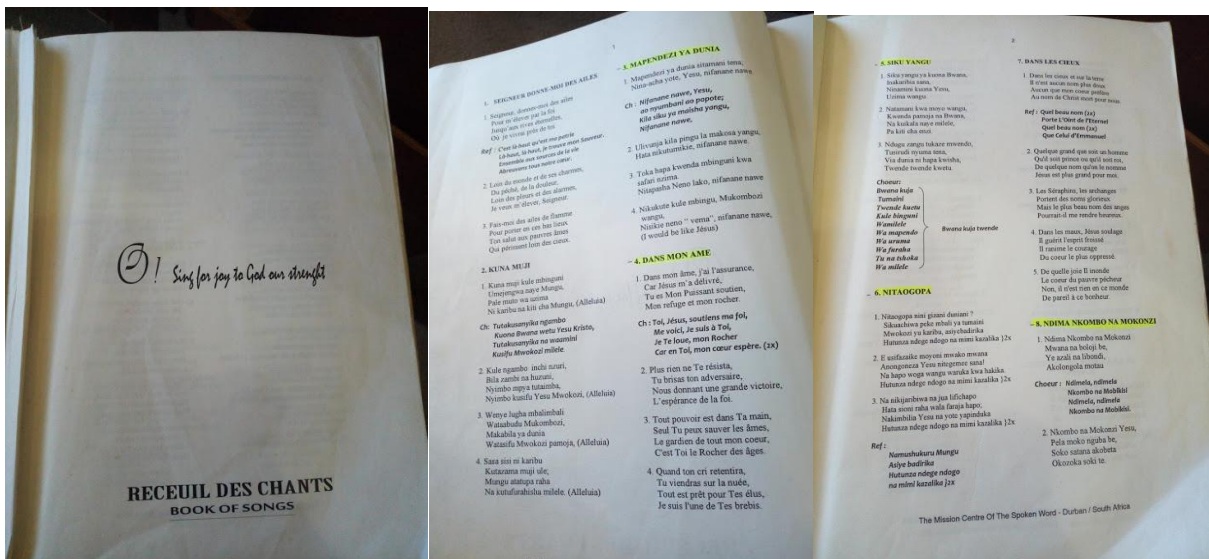 O! Sing for joy to God our strenght
RECEUIL DES CHANTS
BOOK OF SONGS
1
1. SEIGNEUR DONNE-MOI DES AILES
1. Seigneur, donnez-moi des ailes
Pour m'élever par la foi
Jusqu'aux rives éternelles,
Où je vivrai près de toi
Ref : C'est là-haut qu'est ma patrie
Là-haut, là-haut, je trouve mon Sauveur.
Ensemble aux sources de la vie
Abreuvons tous notre cœur.
2. Loin du monde et de ses charmes,
Du péché, de la douleur,
Loin des pleurs et des alarmes,
Je veux m'élever, Seigneur.
3. Fais-moi des ailes de flamme
Pour porter en ces bas lieux
Ton salut aux pauvres âmes
Qui périssent loin des cieux.
2. KUNA MUJI
1. Kuna muji kule mbinguni
Umejengwa naye Mungu,
Pale muto wa uzima
Ni karibu na kiti cha Mungu, (Alleluia)
Ch: Tutakusanyika ngambo
Kuona Bwana wetu Yesu Kristo,
Tutakusanyika na waamini
Kusifu Mwokozi milele.
2. Kule ngambo inchi nzuri,
Bila zambi na huzuni,
Nyimbo mpya tutaimba,
Nyimbo kusifu Yesu Mwokozi, (Alleluia)
3. Wenye lugha mbalimbali
Wataabudu Mukombozi,
Makabila ya dunia
Watasifu Mwokozi pamoja, (Alleluia)
4. Sasa sisi ni karibu
Kutazama muji ule;
Mungu atatupa raha
Na kutufurahisha milele. (Alleluia)
- 3. MAPENDEZI YA DUNIA
1. Mapendezi ya dunia sitamani tena,
Nina-acha yote, Yesu, nifanane nawe
Ch : Nifanane nawe, Yesu,
ao nyumbani ao papote;
Kila siku ya maisha yangu,
Nifanane nawe,
2. Ulivunja kila pingu la makosa yangu,
Hata nikutumikie, nifanane nawe.
3. Toka hapa kwenda mbinguni kwa
safari nzima.
Nitapasha Neno lako, nifanane nawe
4. Nikakute kule mbingu, Mukombozi
wangu,
Nisikie neno " vema", nifanane nawe,
(I would be like Jésus)
- 4. DANS MON AME
1. Dans mon âme, j'ai l'assurance,
Car Jésus m'a délivré,
Tu es Mon Puissant soutien,
Mon refuge et mon rocher.
Ch : Toi, Jésus, soutiens ma foi,
Me voici, Je suis à Toi,
Je Te loue, mon Rocher
Car en Toi, mon cœur espère. (2x)
2. Plus rien ne Te résista,
Tu brisas ton adversaire,
Nous donnant une grande victoire,
L'espérance de la foi.
3. Tout pouvoir est dans Ta main,
Seul Tu peux sauver les âmes,
Le gardien de tout mon coeur,
C'est Toi le Rocher des âges.
4. Quand ton cri retentira,
Tu viendras sur la nuée,
Tout est prêt pour Tes élus,
Je suis l'une de Tes brebis.
2
- 5. SIKU YANGU
1. Siku yangu ya kuona Bwana,
Inakaribia sana,
Ninamini kuona Yesu,
Uzima wangu.
2. Natamani kwa moyo wangu,
Kwenda pamoja na Bwana,
Na kuikala naye milele,
Pa kiti cha enzi.
3. Ndugu zangu tukaze mwendo,
Tusirudi nyuma tena,
Via dunia ni hapa kwisha,
Twende twende kwetu
Choeur:
Bwana kuja
Tumaini
Twende kuetu
Kule binguni
Wamilele
Wa mapendo
Wa uruma
Wa furaha
Tu na tshoka
Wa milele
Bwana kuja twende
- 6. NITAOGOPA
1. Nitaogopa nini gizani duniani ?
Sikuachwa peke mbali ya tumaini
Mwokozi yu karibu, asiyebadirika
Hutunza ndege ndogo na mimi kazalika }2x
2. E usifazaike moyoni mwako mwana
Anongoneza Yesu nitegemee sana!
Na hapo woga wangu waruka kwa hakika.
Hutunza ndege ndogo na mimi kazalika }2x
3. Na nikijaribiwa na jua lifichapo
Hata sioni raha wala faraja hapo;
Nakimbilia Yesu na yote yapinduka
Hutunza ndege ndogo na mimi kazalika }2x
Ref :
Namushukuru Mungu
Asiye badirika
Hutunza ndege ndogo
na mimi kazalika }2x
7. DANS LES CIEUX
1 Dans les cieux et sur la terre
Il n'est aucun nom plus doux
Aucun que mon coeur préfère
Au nom de Christ mort pour nous.
Ref : Quel beau nom (2x)
Porte L'Oint de l'Eternel
Quel beau nom (2x)
Que Celui d'Emmanuel
2. Quelque grand que soit un homme
Qu'il soit prince ou qu'il soit roi,
De quelque nom qu'on le nomme
Jésus est plus grand pour moi.
3. Les Séraphins, les archanges
Portent des noms glorieux
Mais le plus beau nom des anges
Pourrait-il me rendre heureux.
4. Dans les maux, Jésus soulage
Il guérit l'esprit froissé
Il ranime le courage
Du coeur le plus oppressé.
5. De quelle joie Il monde
Le coeur du pauvre pécheur
Non, il n'est rien en ce monde
De pareil à ce bonheur.
- 8. NDIMA NKOMBO NA MOKONZI
1. Ndima Nkombo na Mokonzi
Mwana na boloji be,
Ye azali na libondi,
Akolongola motau
Choeur : Ndimela, ndimela
Nkombo na Mobikisi
Ndimela, ndimela
Nkombo na Mobikisi.
2. Nkombo na Mokonzi Yesu,
Pela moko nguba be,
Soko satana akobeta
Okozoka soki te.
The Mission Centre Of The Spoken Word - Durban / South Africa